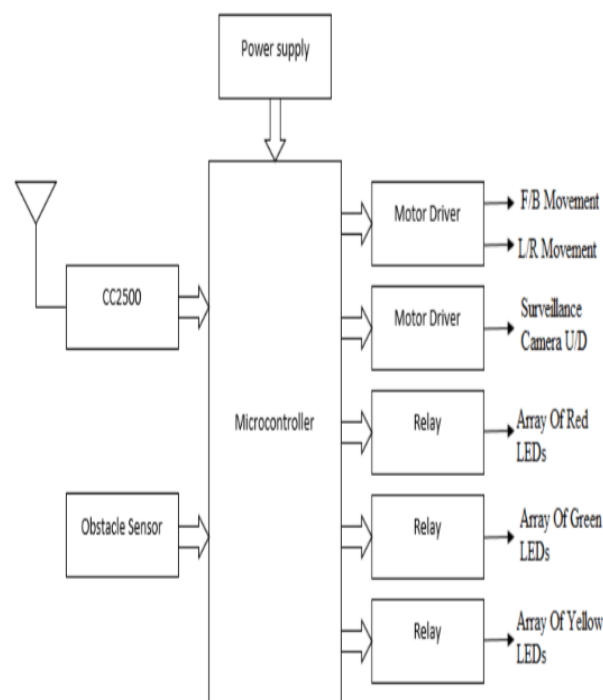 Power supply
Motor Driver
F/B Movement
L/R Movement
CC2500
Motor Driver
Surveillance
Camera U/D
Microcontroller
Relay
Array Of Red
LEDs
Obstacle Sensor
Relay
Array Of Green
LEDs
Relay
Array Of Yellow
LEDs